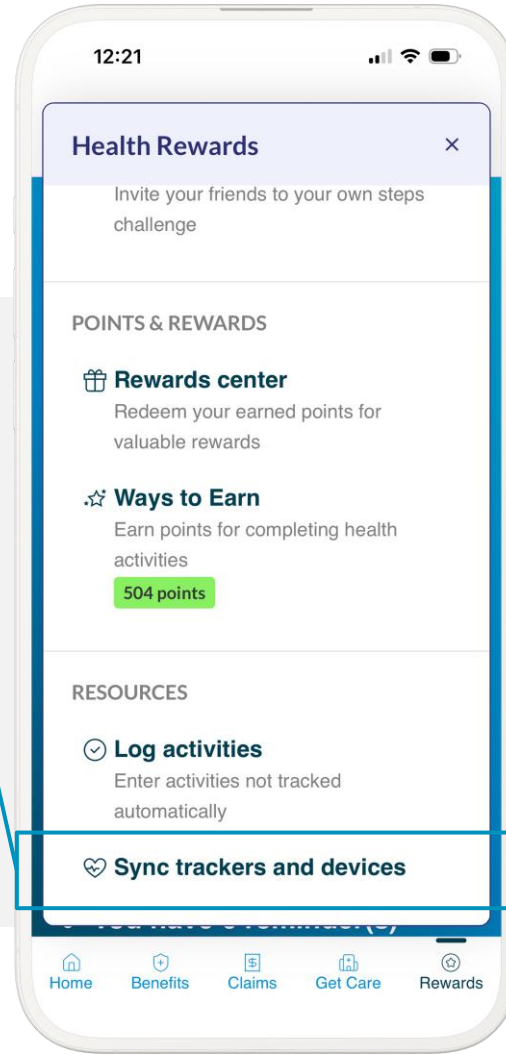 12:21
Health Rewards
Invite your friends to your own steps
challenge
POINTS & REWARDS
Rewards center
Redeem your earned points for
valuable rewards
Ways to Earn
Earn points for completing health
activities
504 points
RESOURCES
Log activities
Enter activities not tracked
automatically
Sync trackers and devices
Home Benefits Claims Get Care Rewards